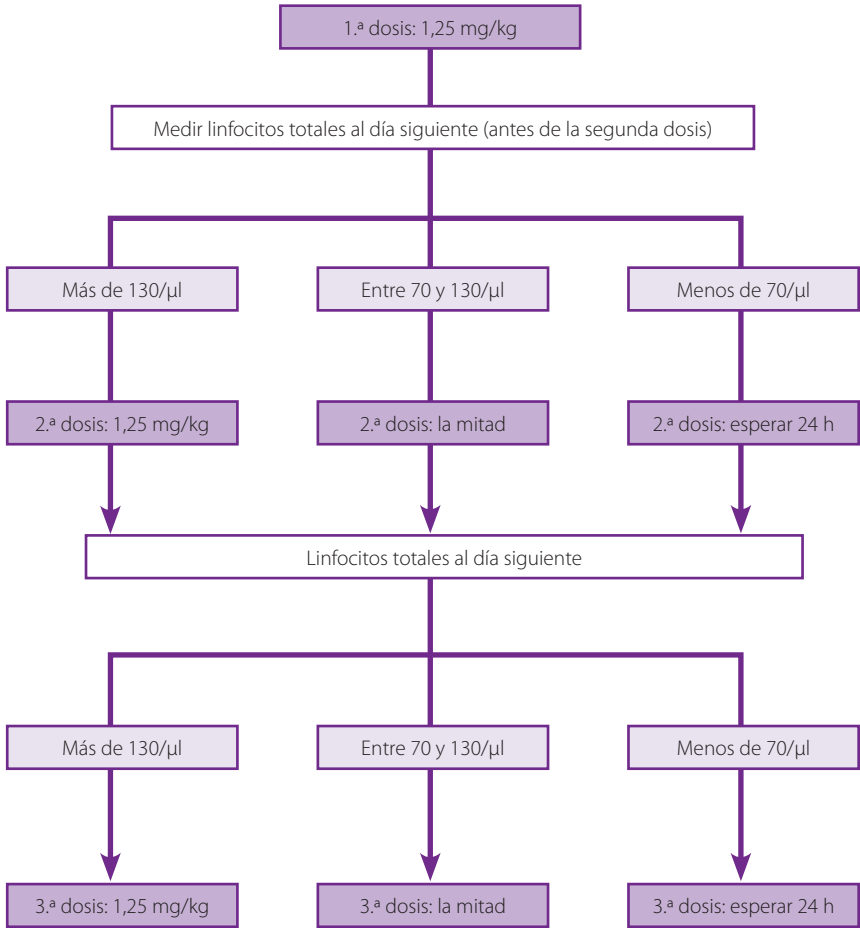 1.ª dosis: 1,25 mg/kg
Medir linfocitos totales al día siguiente (antes de la segunda dosis)
Más de 130/µl
Entre 70 y 130/µl
Menos de 70/µl
2.ª dosis: 1,25 mg/kg
2.ª dosis: la mitad
2.ª dosis: esperar 24 h
Linfocitos totales al día siguiente
Más de 130/µl
Entre 70 y 130/µl
Menos de 70/µl
3.ª dosis: 1,25 mg/kg
3.ª dosis: la mitad
3.ª dosis: esperar 24 h